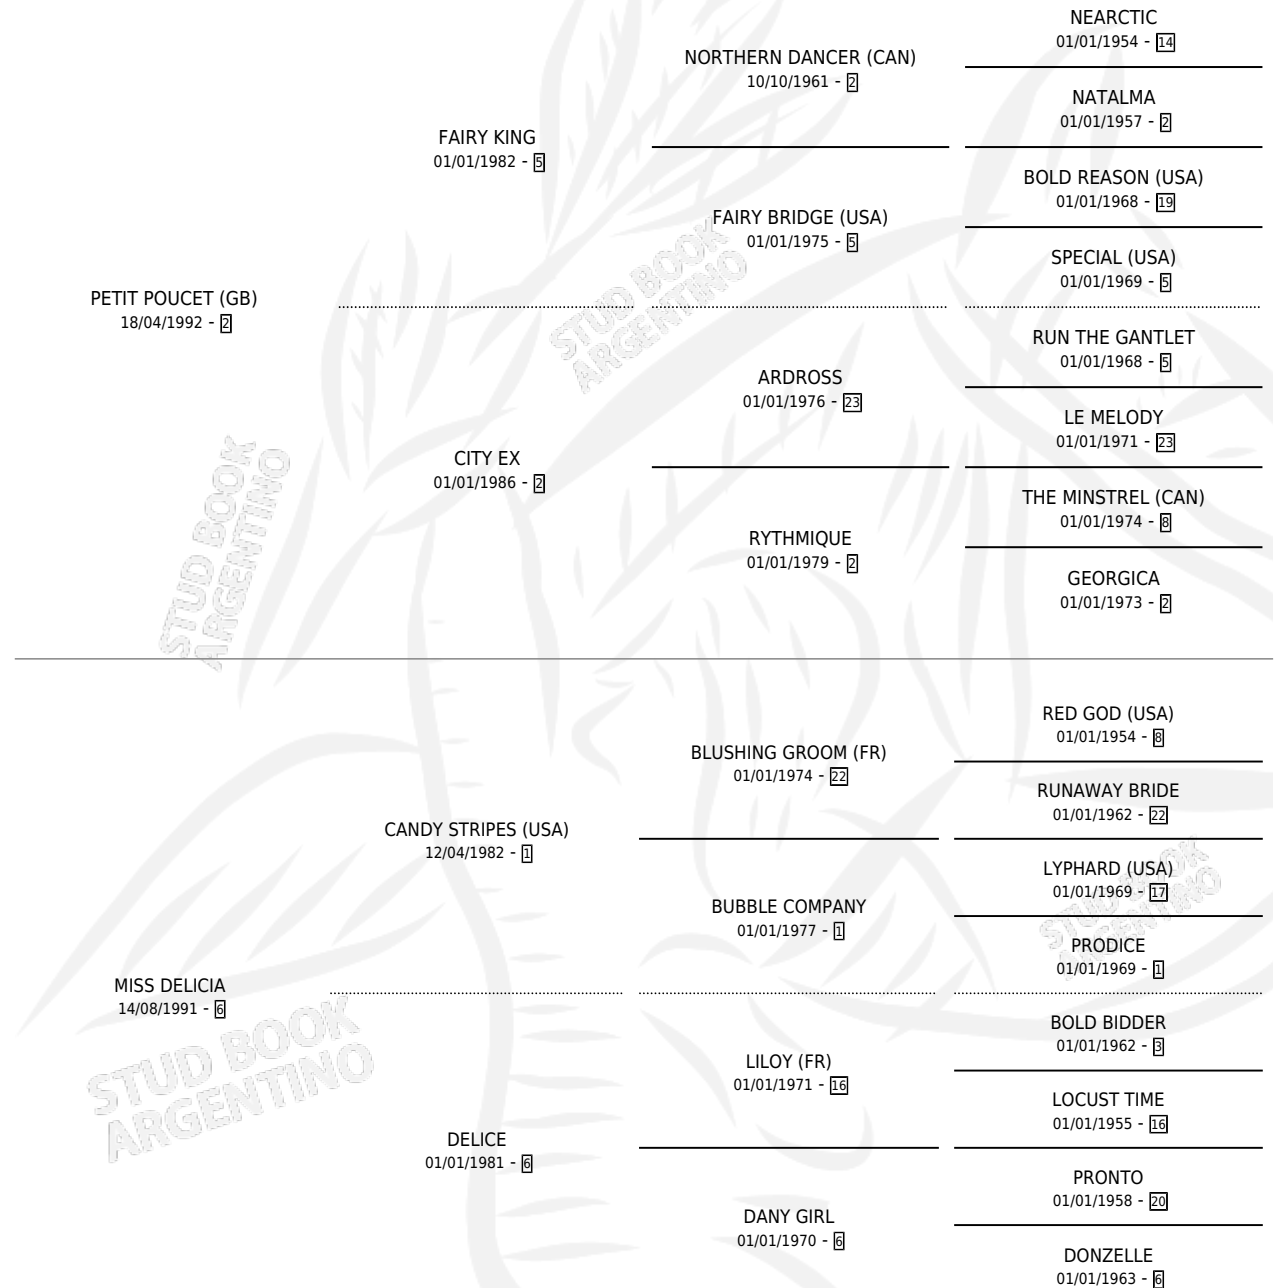 NEARCTIC
01/01/1954 - 14
NORTHERN DANCER (CAN)
10/10/1961 - 2
NATALMA
01/01/1957 - 2
FAIRY KING
01/01/1982 - 5
BOLD REASON (USA)
01/01/1968 - 19
FAIRY BRIDGE (USA)
01/01/1975 - 5
SPECIAL (USA)
01/01/1969 - 5
PETIT POUCET (GB)
18/04/1992 - 2
STUD BOOK
ARGENTINO
RUN THE GANTLET
01/01/1968 - 5
ARDROSS
01/01/1976 - 23
LE MELODY
01/01/1971 - 23
CITY EX
01/01/1986 - 2
THE MINSTREL (CAN)
01/01/1974 - 8
RYTHMIQUE
01/01/1979 - 2
GEORGICA
01/01/1973 - 2
STUD BOOK
ARGENTINO
RED GOD (USA)
01/01/1954 - 8
BLUSHING GROOM (FR)
01/01/1974 - 22
RUNAWAY BRIDE
01/01/1962 - 22
CANDY STRIPES (USA)
12/04/1982 - 1
LYPHARD (USA)
01/01/1969 - 17
BUBBLE COMPANY
01/01/1977 - 1
STUD BOOK
ARGENTINO
PRODICE
01/01/1969 - 1
MISS DELICIA
14/08/1991 - 6
BOLD BIDDER
01/01/1962 - 3
LILOY (FR)
01/01/1971 - 16
LOCUST TIME
01/01/1955 - 16
STUD BOOK
ARGENTINO
DELICE
01/01/1981 - 6
PRONTO
01/01/1958 - 20
DANY GIRL
01/01/1970 - 6
DONZELLE
01/01/1963 - 6